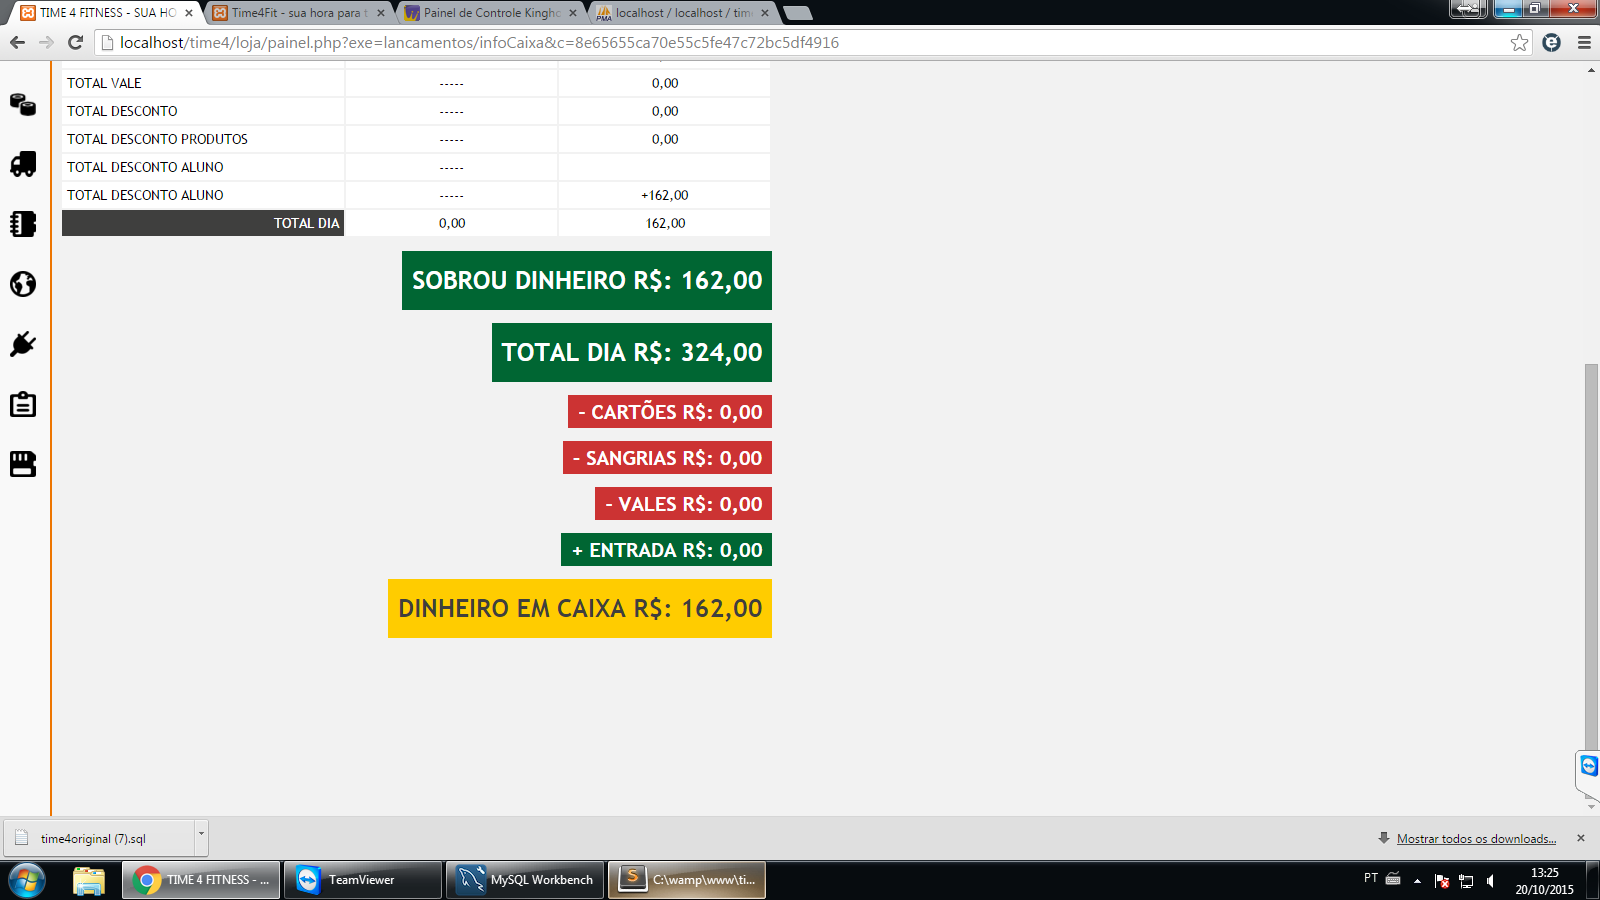 TIME 4 FITNESS - SUA HO
Time4Fit - sua hora para t
Painel de Controle Kingho
localhost / localhost / time
localhost/time4/loja/painel.php?exe=lancamentos/infoCaixa&c=8e65655ca70e55c5fe47c72bc5df4916
TOTAL VALE ----- 0,00
TOTAL DESCONTO ----- 0,00
TOTAL DESCONTO PRODUTOS ----- 0,00
TOTAL DESCONTO ALUNO -----
TOTAL DESCONTO ALUNO ----- +162,00
TOTAL DIA 0,00 162,00
SOBROU DINHEIRO R$: 162,00
TOTAL DIA R$: 324,00
- CARTÕES R$: 0,00
- SANGRIAS R$: 0,00
- VALES R$: 0,00
+ ENTRADA R$: 0,00
DINHEIRO EM CAIXA R$: 162,00
time4original (7).sql
Mostrar todos os downloads...
TIME 4 FITNESS - ...
TeamViewer
MySQL Workbench
C:\wamp\www\ti...
PT
13:25
20/10/2015